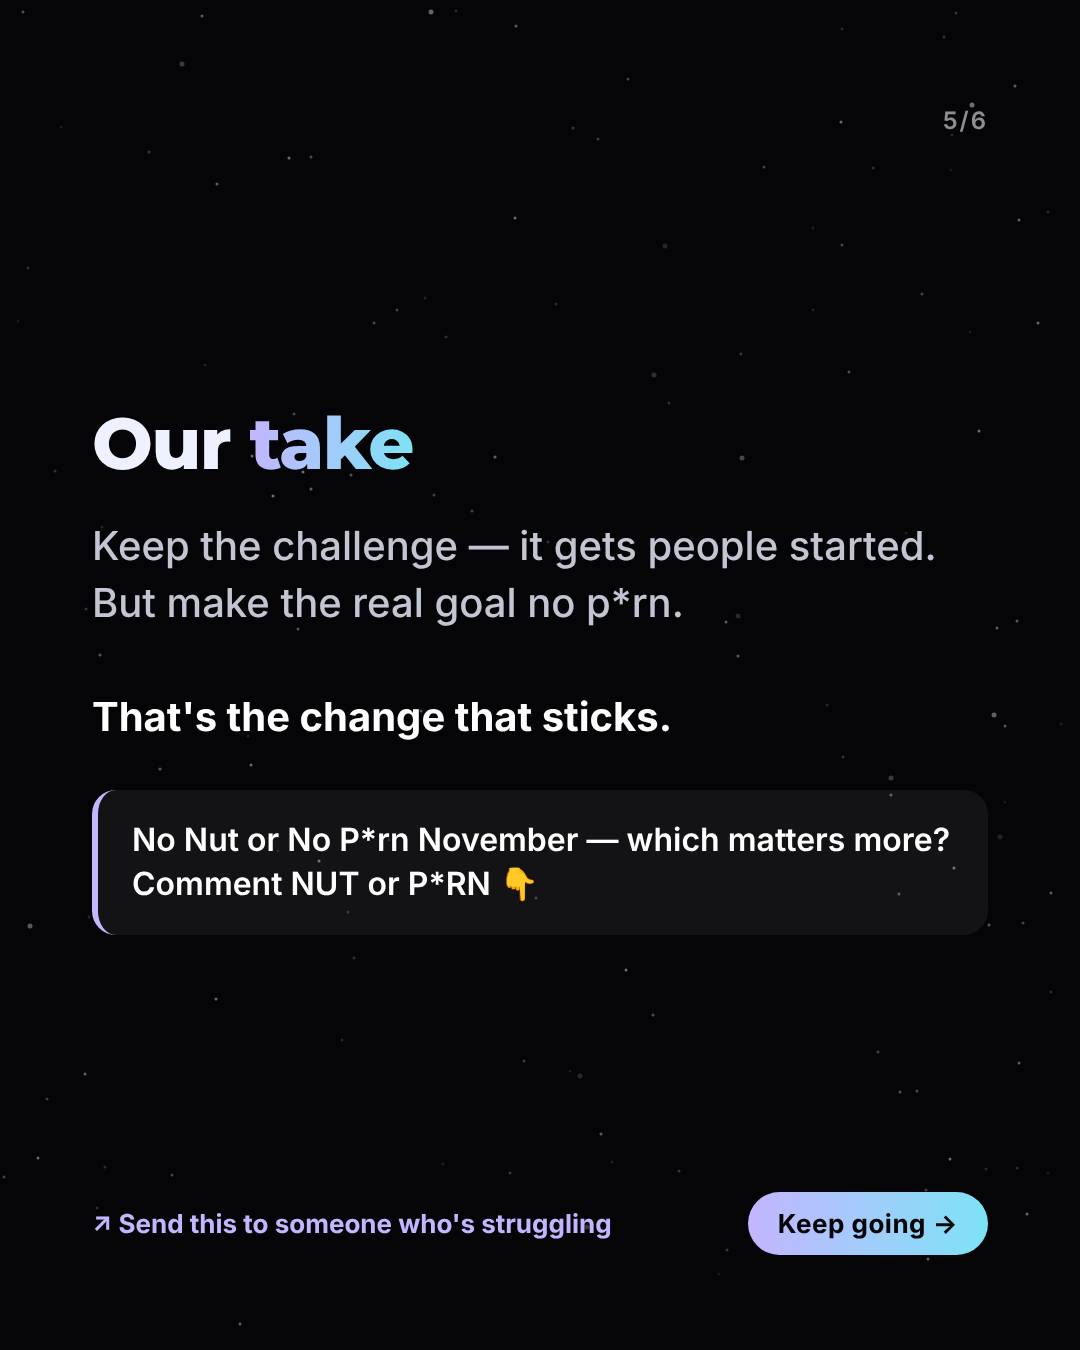 5/6
Our take
Keep the challenge — it gets people started.
But make the real goal no p*rn.
That's the change that sticks.
No Nut or No P*rn November — which matters more?
Comment NUT or P*RN 👇
↗ Send this to someone who's struggling
Keep going →